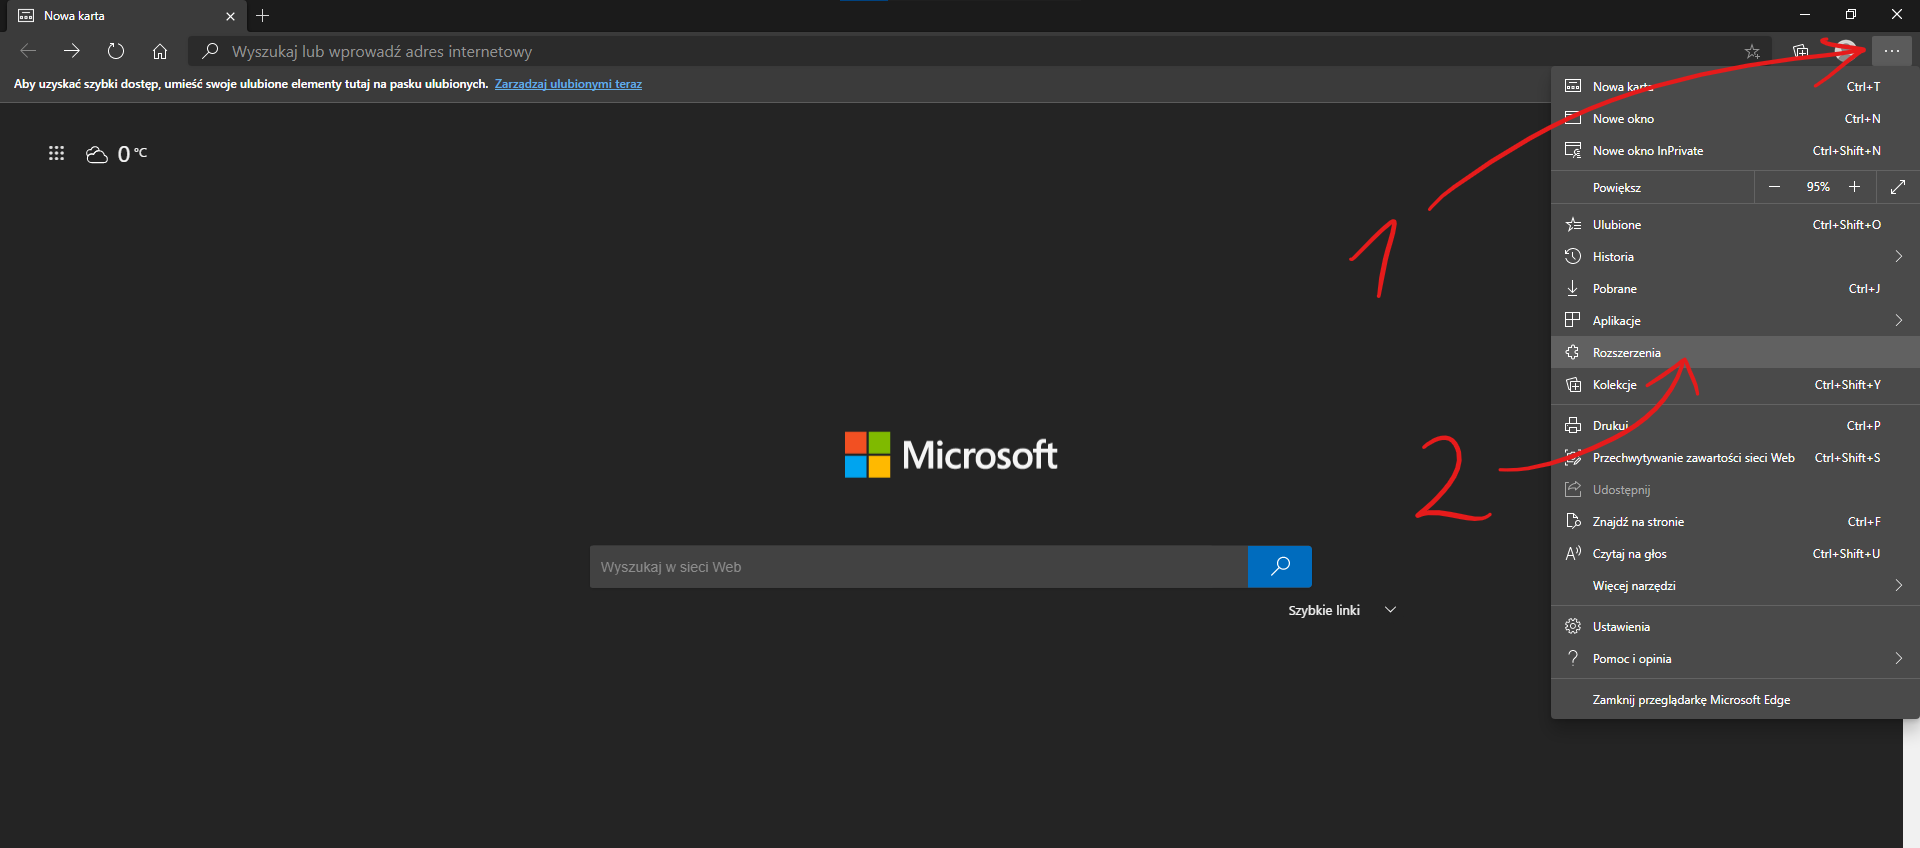 Nowa karta
Wyszukaj lub wprowadź adres internetowy
Aby uzyskać szybki dostęp, umieść swoje ulubione elementy tutaj na pasku ulubionych. Zarządzaj ulubionymi teraz
0 °C
1
2
Microsoft
Wyszukaj w sieci Web
Szybkie linki
Nowa karta Ctrl+T
Nowe okno Ctrl+N
Nowe okno InPrivate Ctrl+Shift+N
Powiększ 95%
Ulubione Ctrl+Shift+O
Historia
Pobrane Ctrl+J
Aplikacje
Rozszerzenia
Kolekcje Ctrl+Shift+Y
Drukuj Ctrl+P
Przechwytywanie zawartości sieci Web Ctrl+Shift+S
Udostępnij
Znajdź na stronie Ctrl+F
Czytaj na głos Ctrl+Shift+U
Więcej narzędzi
Ustawienia
Pomoc i opinia
Zamknij przeglądarkę Microsoft Edge